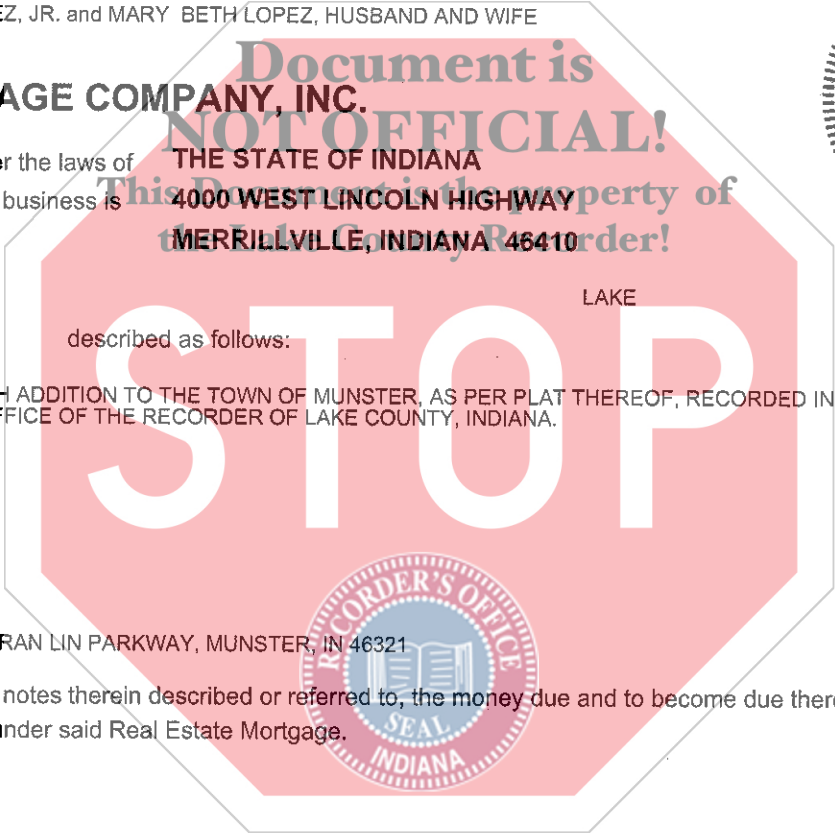 EZ, JR. and MARY BETH LOPEZ, HUSBAND AND WIFE
Document is
AGE COMPANY, INC.
NOT OFFICIAL!
er the laws of THE STATE OF INDIANA
business is 4000 WEST LINCOLN HIGHWAY
This Document is the property of
MERRILLVILLE, INDIANA 46410
the Lake County Recorder!
LAKE
described as follows:
H ADDITION TO THE TOWN OF MUNSTER, AS PER PLAT THEREOF, RECORDED IN
FFICE OF THE RECORDER OF LAKE COUNTY, INDIANA.
STOP
RECORDER'S OFFICE
RAN LIN PARKWAY, MUNSTER, IN 46321
notes therein described or referred to, the money due and to become due there
under said Real Estate Mortgage.
SEAL
INDIANA